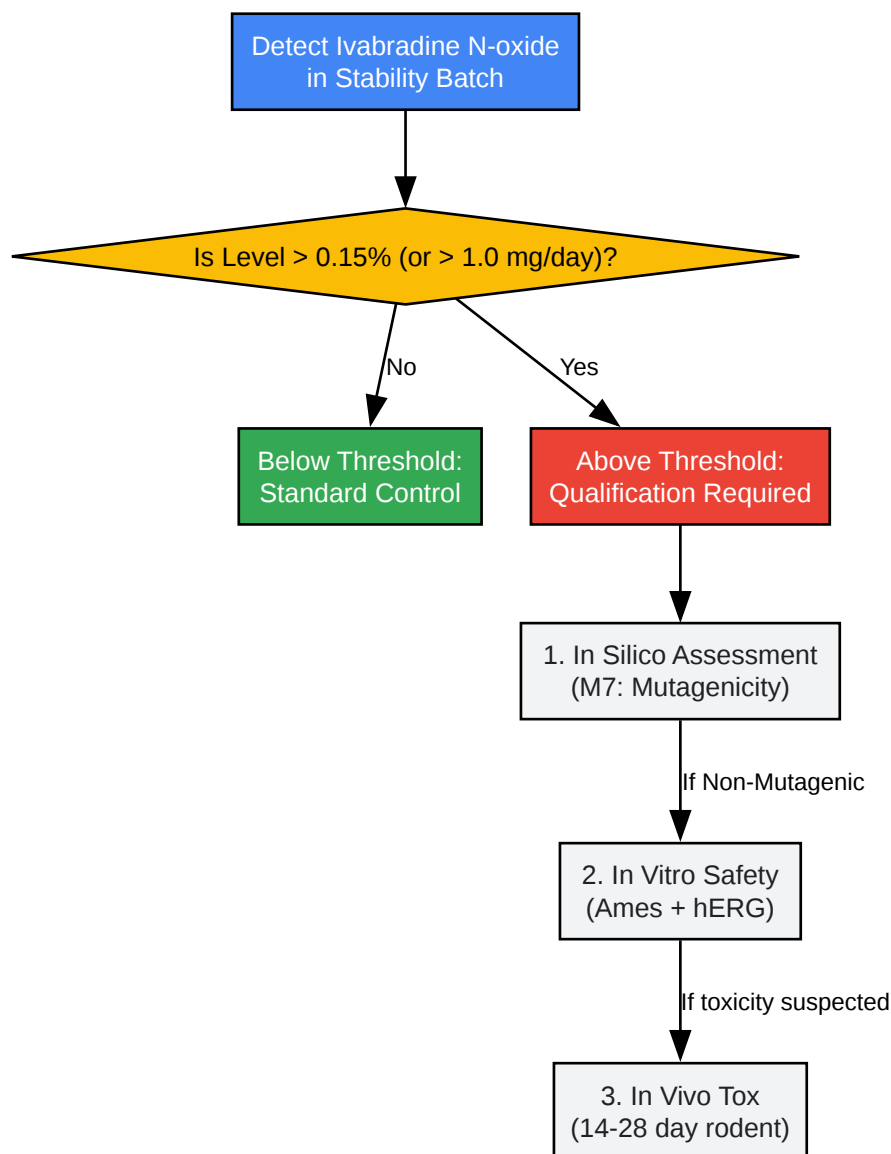 Detect Ivabradine N-oxide
in Stability Batch
Is Level > 0.15% (or > 1.0 mg/day)?
No
Yes
Below Threshold:
Standard Control
Above Threshold:
Qualification Required
1. In Silico Assessment
(M7: Mutagenicity)
If Non-Mutagenic
2. In Vitro Safety
(Ames + hERG)
If toxicity suspected
3. In Vivo Tox
(14-28 day rodent)